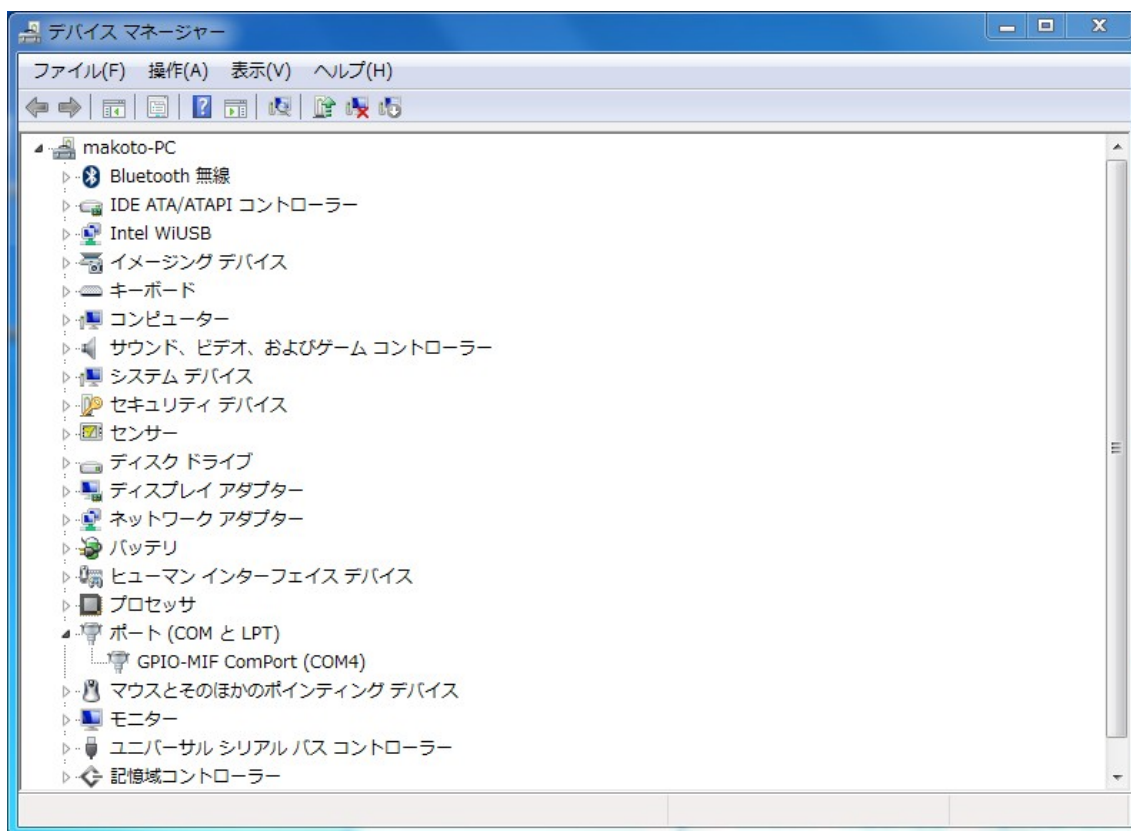 デバイス マネージャー
ファイル(F) 操作(A) 表示(V) ヘルプ(H)
makoto-PC
Bluetooth 無線
IDE ATA/ATAPI コントローラー
Intel WiUSB
イメージング デバイス
キーボード
コンピューター
サウンド、ビデオ、およびゲーム コントローラー
システム デバイス
セキュリティ デバイス
センサー
ディスク ドライブ
ディスプレイ アダプター
ネットワーク アダプター
バッテリ
ヒューマン インターフェイス デバイス
プロセッサ
ポート (COM と LPT)
GPIO-MIF ComPort (COM4)
マウスとそのほかのポインティング デバイス
モニター
ユニバーサル シリアル バス コントローラー
記憶域コントローラー